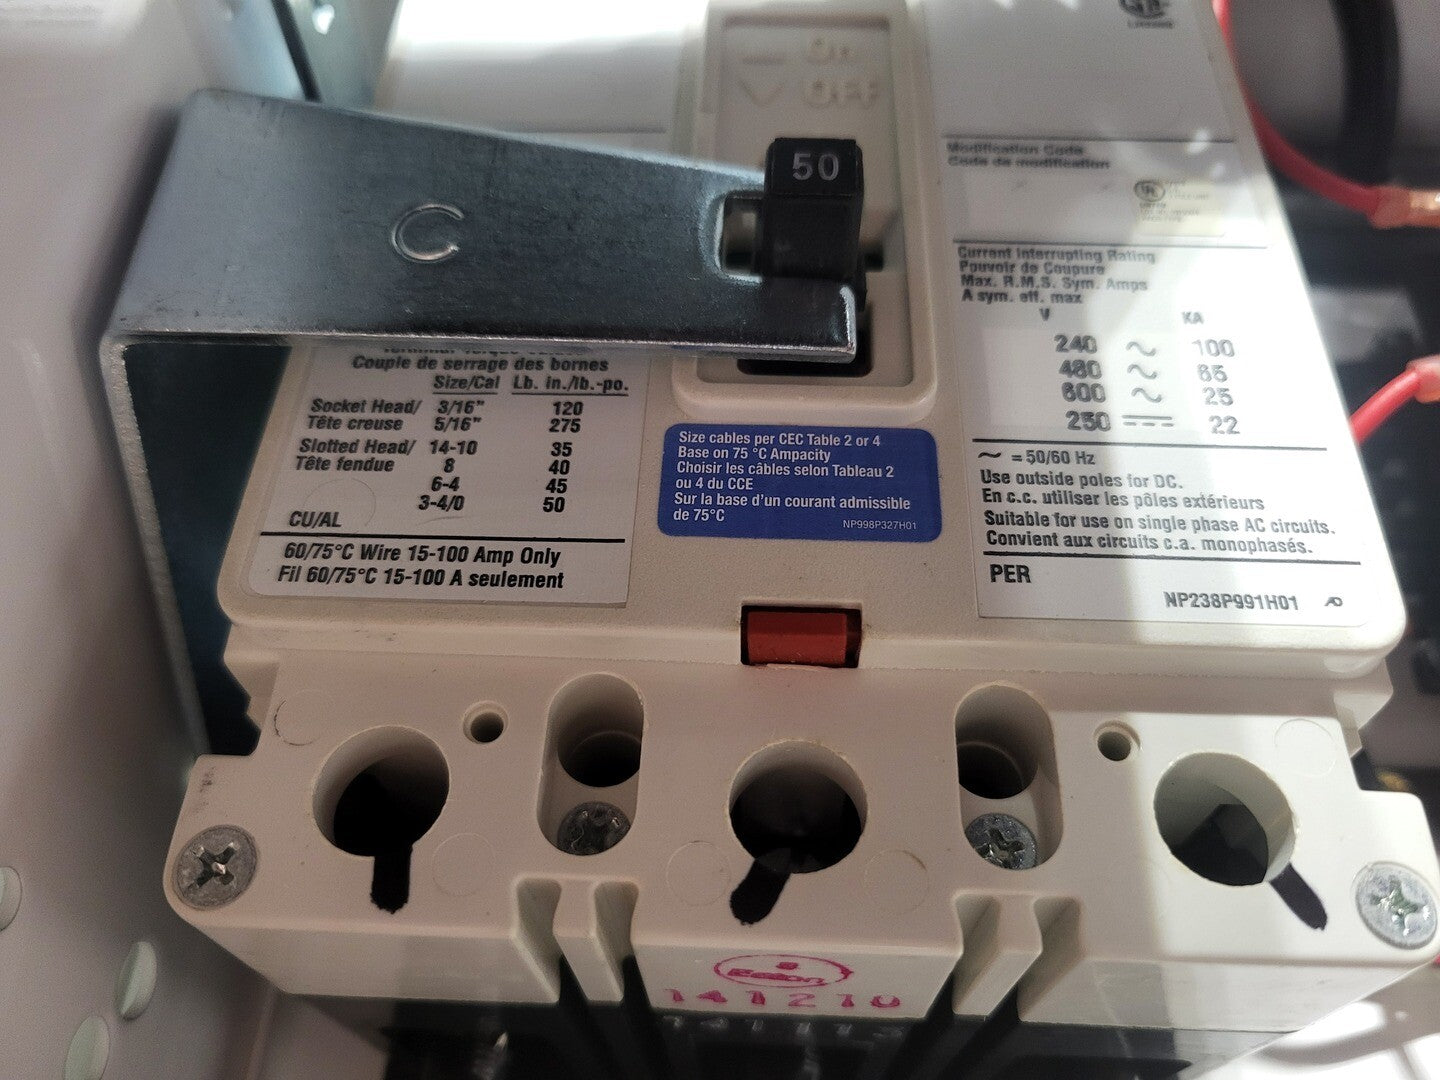 On
OFF
50
C
Modification Code
Code de modification
Current Interrupting Rating
Pouvoir de Coupure
Max. R.M.S. Sym. Amps
A sym. eff. max
V KA
240 ~ 100
480 ~ 65
600 ~ 25
250 ⎓ 22
~ = 50/60 Hz
Use outside poles for DC.
En c.c. utiliser les pôles extérieurs
Suitable for use on single phase AC circuits.
Convient aux circuits c.a. monophasés.
PER
NP238P991H01
Couple de serrage des bornes
Size/Cal Lb. in./lb.-po.
Socket Head/ 3/16" 120
Tête creuse 5/16" 275
Slotted Head/ 14-10 35
Tête fendue 8 40
6-4 45
3-4/0 50
CU/AL
60/75°C Wire 15-100 Amp Only
Fil 60/75°C 15-100 A seulement
Size cables per CEC Table 2 or 4
Base on 75 °C Ampacity
Choisir les câbles selon Tableau 2
ou 4 du CCE
Sur la base d'un courant admissible
de 75°C
NP998P327H01
141210